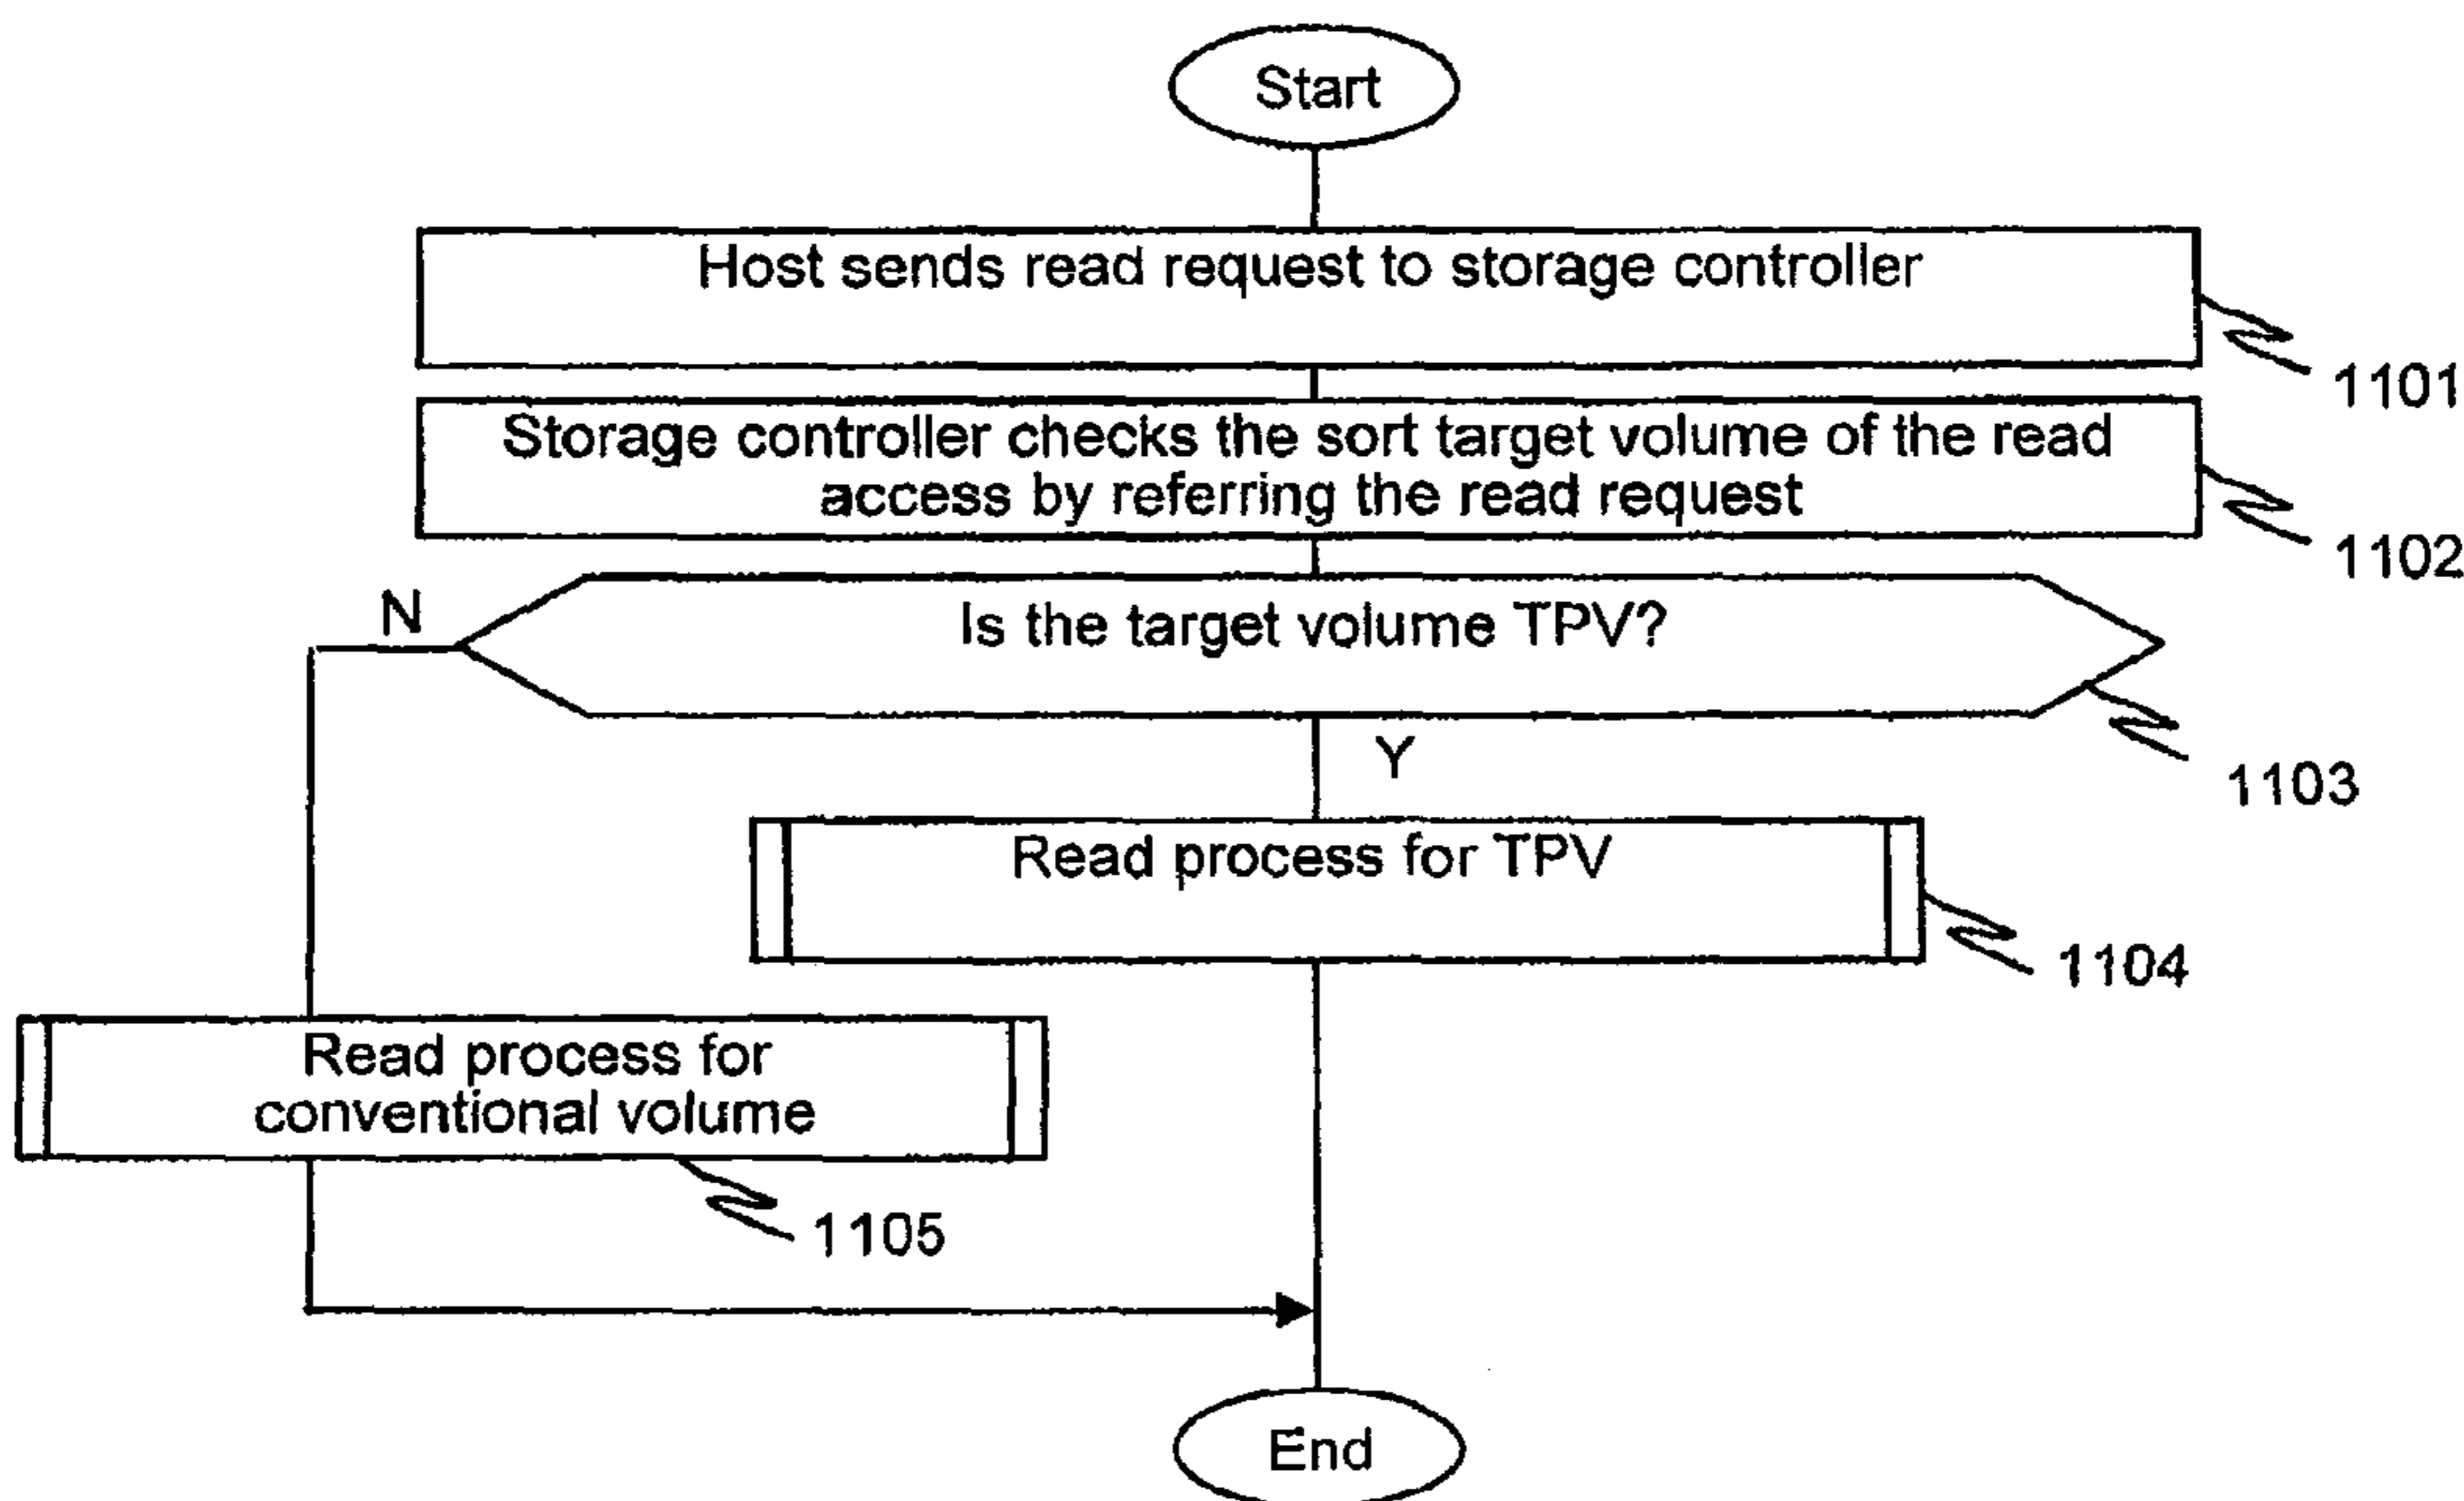 Start
Host sends read request to storage controller
1101
Storage controller checks the sort target volume of the read
access by referring the read request
1102
N
Is the target volume TPV?
Y
1103
Read process for TPV
1104
Read process for
conventional volume
1105
End